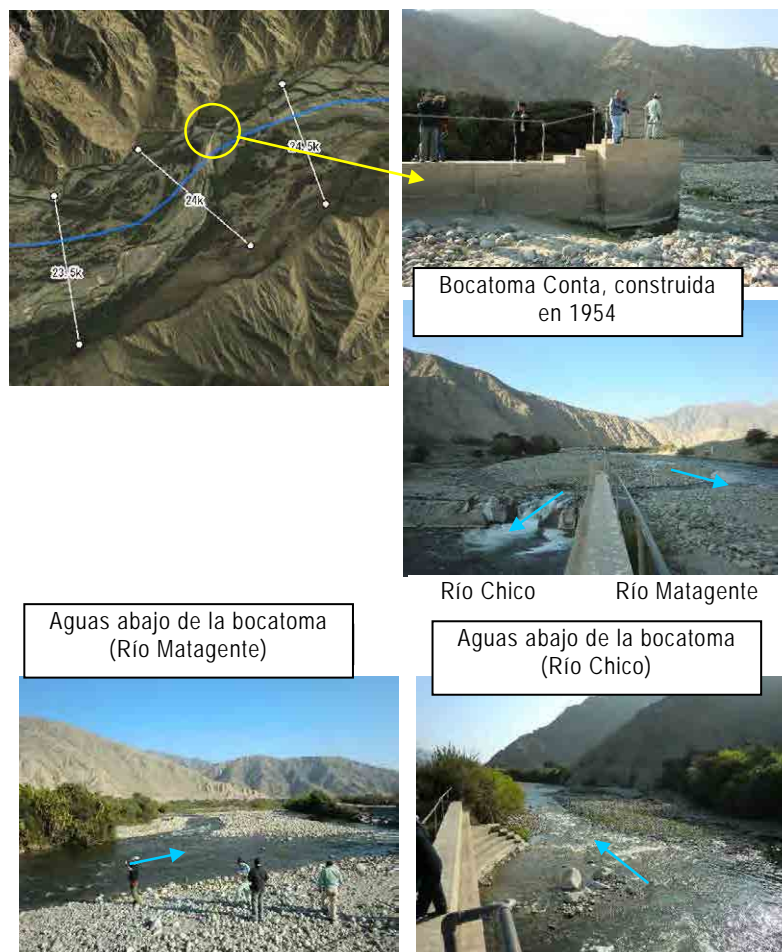 24.5k
24k
23.5k
Bocatoma Conta, construida
en 1954
Río Chico
Río Matagente
Aguas abajo de la bocatoma
(Río Matagente)
Aguas abajo de la bocatoma
(Río Chico)